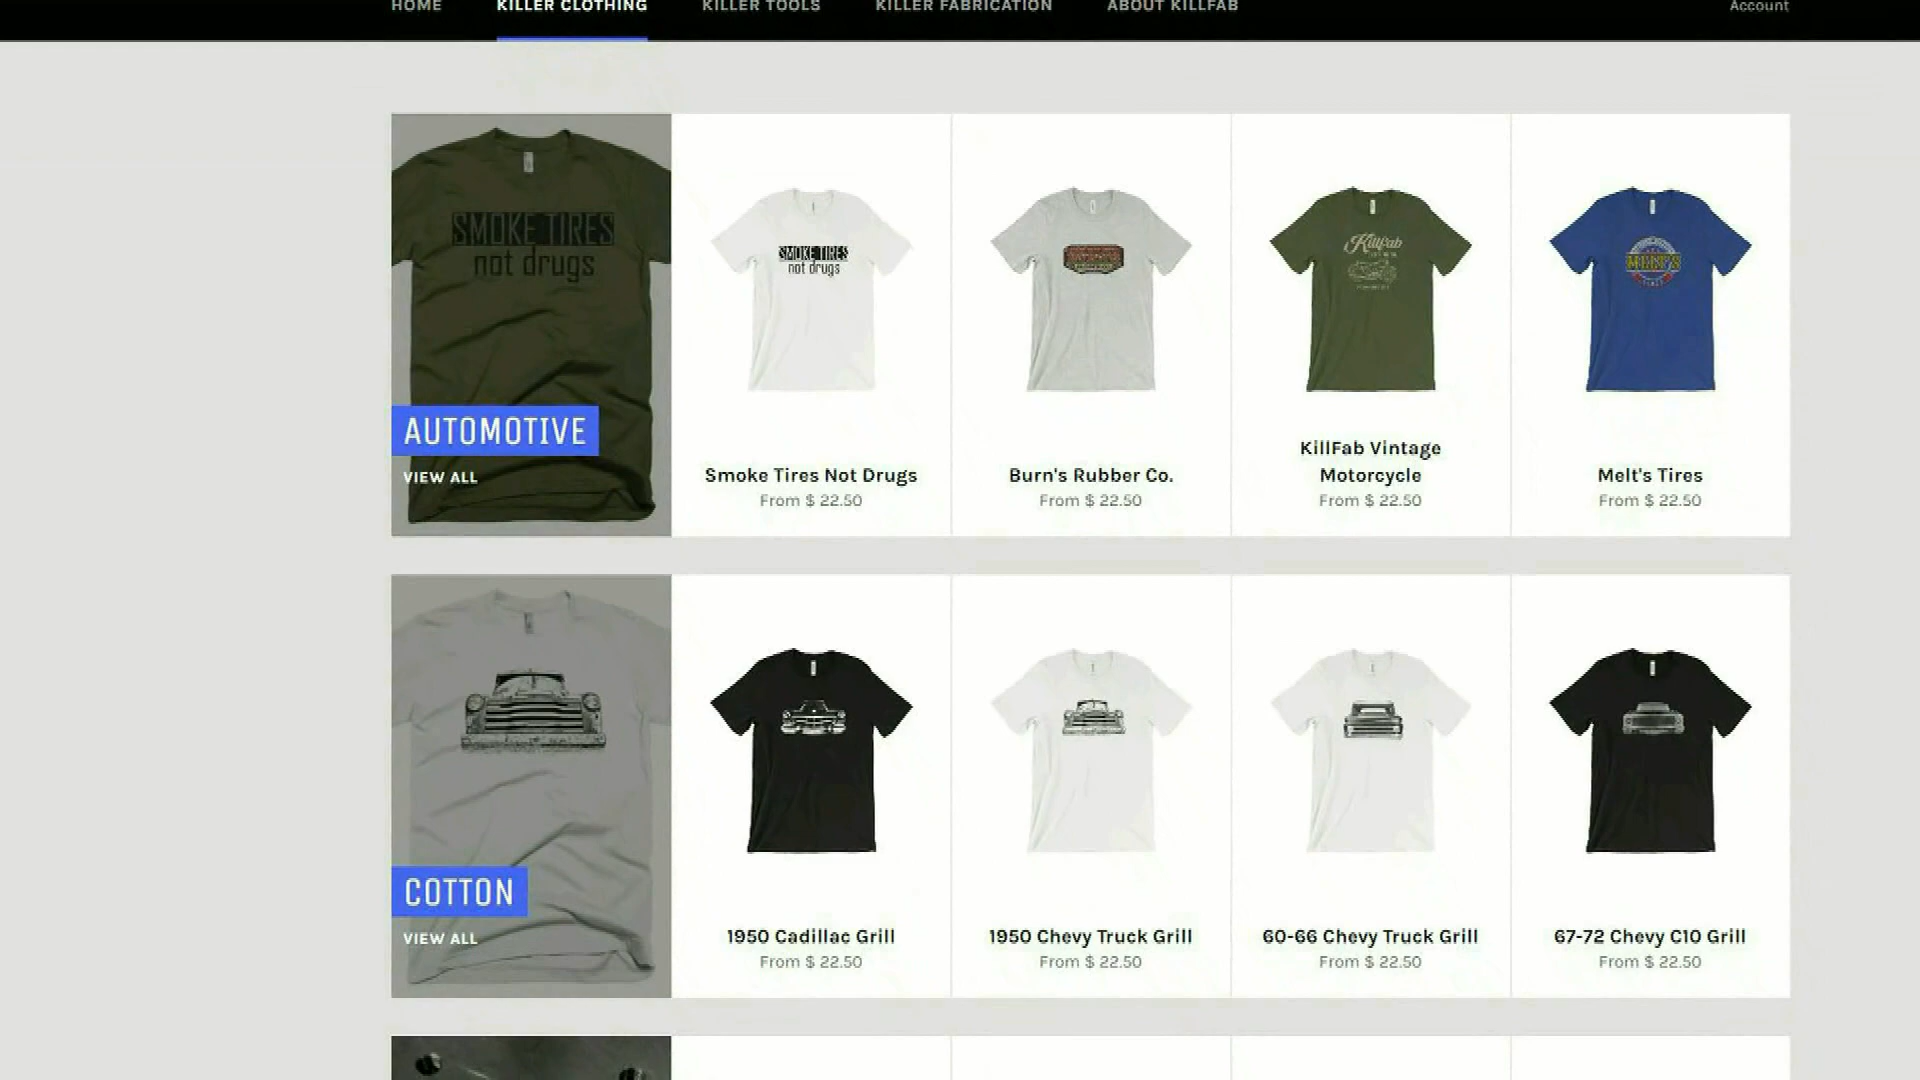 HOME
KILLER CLOTHING
KILLER TOOLS
KILLER FABRICATION
ABOUT KILLFAB
Account
SMOKE TIRES
not drugs
AUTOMOTIVE
VIEW ALL
SMOKE TIRES
not drugs
Smoke Tires Not Drugs
From $ 22.50
Burn's Rubber Co.
From $ 22.50
Killfab
KillFab Vintage
Motorcycle
From $ 22.50
MELT'S
Melt's Tires
From $ 22.50
COTTON
VIEW ALL
1950 Cadillac Grill
From $ 22.50
1950 Chevy Truck Grill
From $ 22.50
60-66 Chevy Truck Grill
From $ 22.50
67-72 Chevy C10 Grill
From $ 22.50